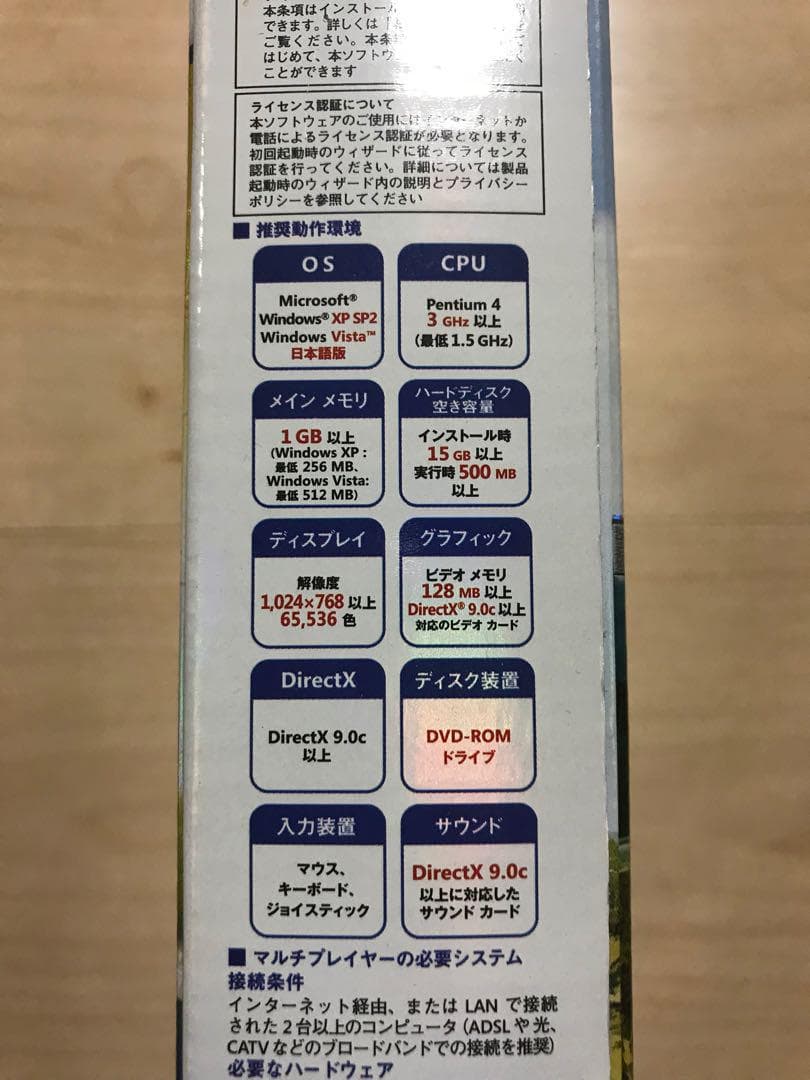 本条項はインストール
できます。詳しくは
ご覧ください。本条
はじめて、本ソフトウ
ことができます
ライセンス認証について
本ソフトウェアのご使用にはインターネットか
電話によるライセンス認証が必要となります。
初回起動時のウィザードに従ってライセンス
認証を行ってください。詳細については製品
起動時のウィザード内の説明とプライバシー
ポリシーを参照してください
■ 推奨動作環境
OS
Microsoft®
Windows® XP SP2
Windows Vista™
日本語版
CPU
Pentium 4
3 GHz 以上
(最低 1.5 GHz)
メイン メモリ
1 GB 以上
(Windows XP :
最低 256 MB、
Windows Vista:
最低 512 MB)
ハードディスク
空き容量
インストール時
15 GB 以上
実行時 500 MB
以上
ディスプレイ
解像度
1,024×768 以上
65,536 色
グラフィック
ビデオ メモリ
128 MB 以上
DirectX® 9.0c 以上
対応のビデオ カード
DirectX
DirectX 9.0c
以上
ディスク装置
DVD-ROM
ドライブ
入力装置
マウス、
キーボード、
ジョイスティック
サウンド
DirectX 9.0c
以上に対応した
サウンド カード
■ マルチプレイヤーの必要システム
接続条件
インターネット経由、または LAN で接続
された 2 台以上のコンピュータ (ADSL や光、
CATV などのブロードバンドでの接続を推奨)
必要なハードウェア